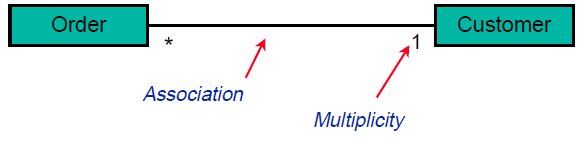 Order
Customer
*
1
Association
Multiplicity